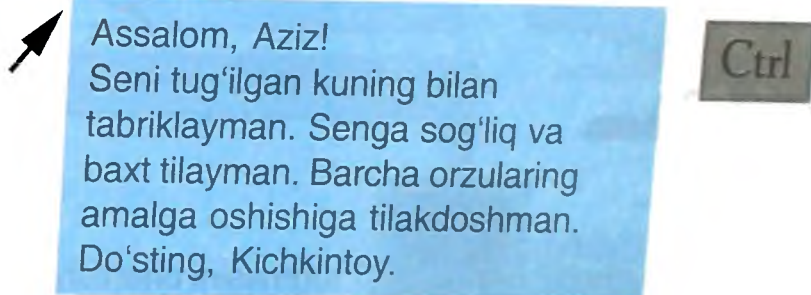 Assalom, Aziz!
Seni tug‘ilgan kuning bilan
tabriklayman. Senga sog‘liq va
baxt tilayman. Barcha orzularing
amalga oshishiga tilakdoshman.
Do‘sting, Kichkintoy.
Ctrl